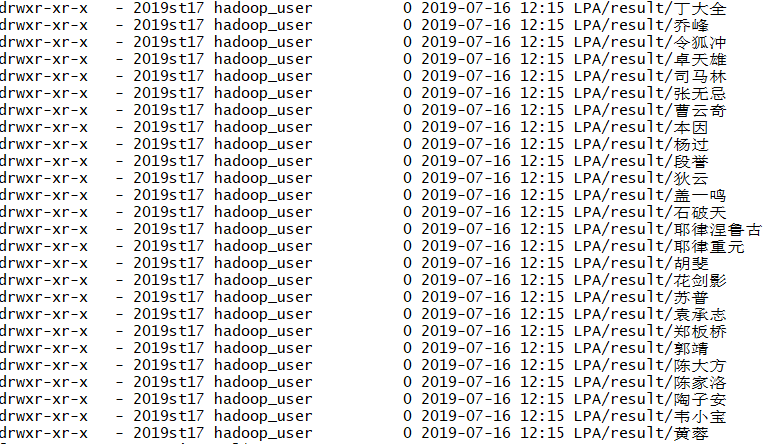 drwxr-xr-x - 2019st17 hadoop_user 0 2019-07-16 12:15 LPA/result/丁大全
drwxr-xr-x - 2019st17 hadoop_user 0 2019-07-16 12:15 LPA/result/乔峰
drwxr-xr-x - 2019st17 hadoop_user 0 2019-07-16 12:15 LPA/result/令狐冲
drwxr-xr-x - 2019st17 hadoop_user 0 2019-07-16 12:15 LPA/result/卓天雄
drwxr-xr-x - 2019st17 hadoop_user 0 2019-07-16 12:15 LPA/result/司马林
drwxr-xr-x - 2019st17 hadoop_user 0 2019-07-16 12:15 LPA/result/张无忌
drwxr-xr-x - 2019st17 hadoop_user 0 2019-07-16 12:15 LPA/result/曹云奇
drwxr-xr-x - 2019st17 hadoop_user 0 2019-07-16 12:15 LPA/result/本因
drwxr-xr-x - 2019st17 hadoop_user 0 2019-07-16 12:15 LPA/result/杨过
drwxr-xr-x - 2019st17 hadoop_user 0 2019-07-16 12:15 LPA/result/段誉
drwxr-xr-x - 2019st17 hadoop_user 0 2019-07-16 12:15 LPA/result/狄云
drwxr-xr-x - 2019st17 hadoop_user 0 2019-07-16 12:15 LPA/result/盖一鸣
drwxr-xr-x - 2019st17 hadoop_user 0 2019-07-16 12:15 LPA/result/石破天
drwxr-xr-x - 2019st17 hadoop_user 0 2019-07-16 12:15 LPA/result/耶律涅鲁古
drwxr-xr-x - 2019st17 hadoop_user 0 2019-07-16 12:15 LPA/result/耶律重元
drwxr-xr-x - 2019st17 hadoop_user 0 2019-07-16 12:15 LPA/result/胡斐
drwxr-xr-x - 2019st17 hadoop_user 0 2019-07-16 12:15 LPA/result/花剑影
drwxr-xr-x - 2019st17 hadoop_user 0 2019-07-16 12:15 LPA/result/苏普
drwxr-xr-x - 2019st17 hadoop_user 0 2019-07-16 12:15 LPA/result/袁承志
drwxr-xr-x - 2019st17 hadoop_user 0 2019-07-16 12:15 LPA/result/郑板桥
drwxr-xr-x - 2019st17 hadoop_user 0 2019-07-16 12:15 LPA/result/郭靖
drwxr-xr-x - 2019st17 hadoop_user 0 2019-07-16 12:15 LPA/result/陈大方
drwxr-xr-x - 2019st17 hadoop_user 0 2019-07-16 12:15 LPA/result/陈家洛
drwxr-xr-x - 2019st17 hadoop_user 0 2019-07-16 12:15 LPA/result/陶子安
drwxr-xr-x - 2019st17 hadoop_user 0 2019-07-16 12:15 LPA/result/韦小宝
drwxr-xr-x - 2019st17 hadoop_user 0 2019-07-16 12:15 LPA/result/黄蓉